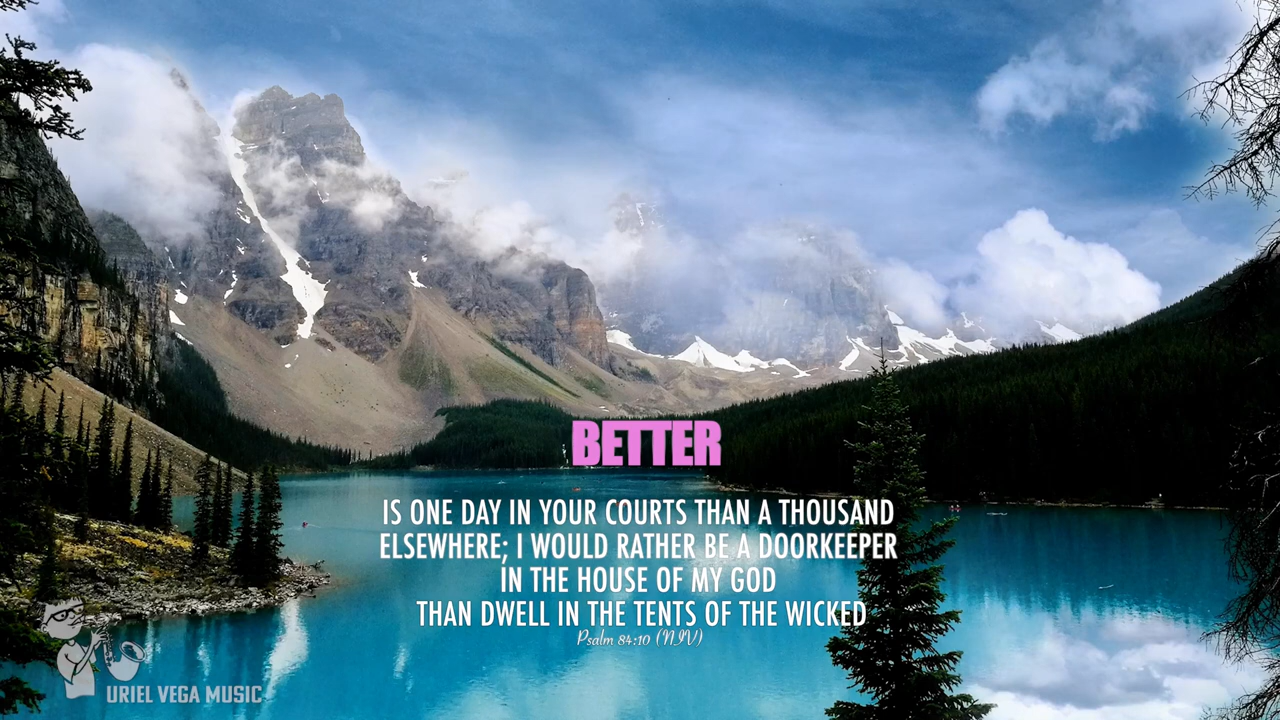 BETTER
IS ONE DAY IN YOUR COURTS THAN A THOUSAND
ELSEWHERE; I WOULD RATHER BE A DOORKEEPER
IN THE HOUSE OF MY GOD
THAN DWELL IN THE TENTS OF THE WICKED
Psalm 84:10 (NIV)
URIEL VEGA MUSIC